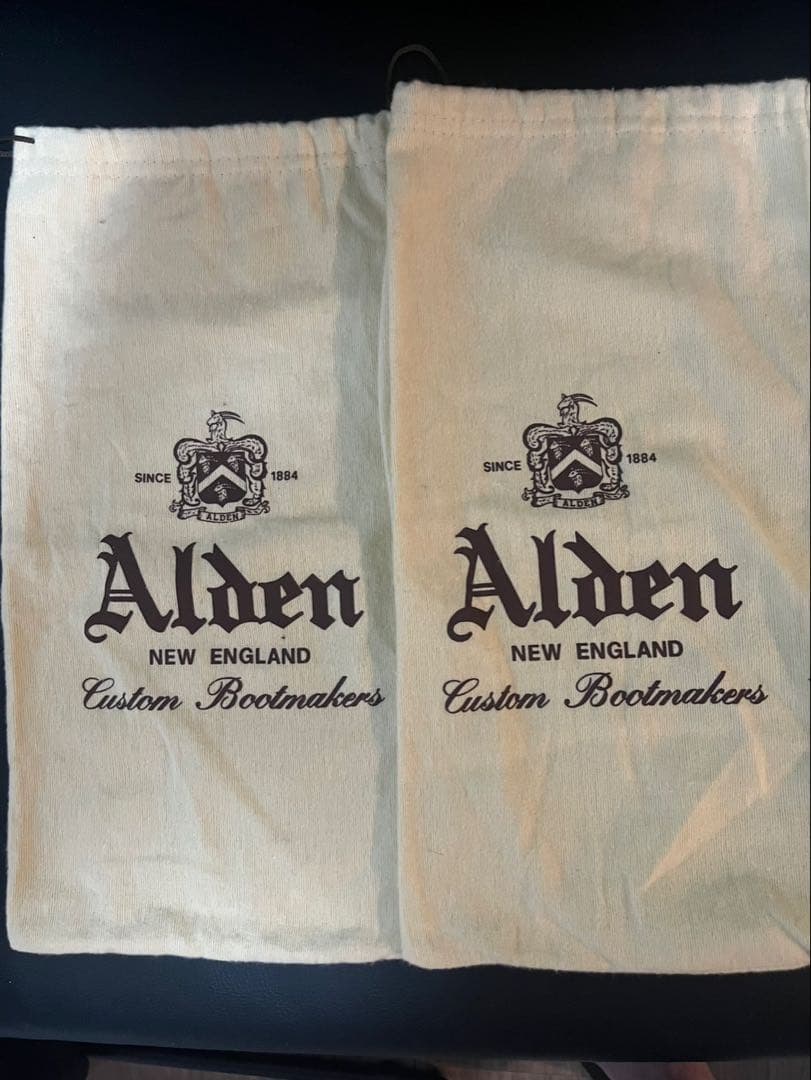 SINCE 1884
ALDEN
Alden
NEW ENGLAND
Custom Bootmakers
SINCE 1884
ALDEN
Alden
NEW ENGLAND
Custom Bootmakers